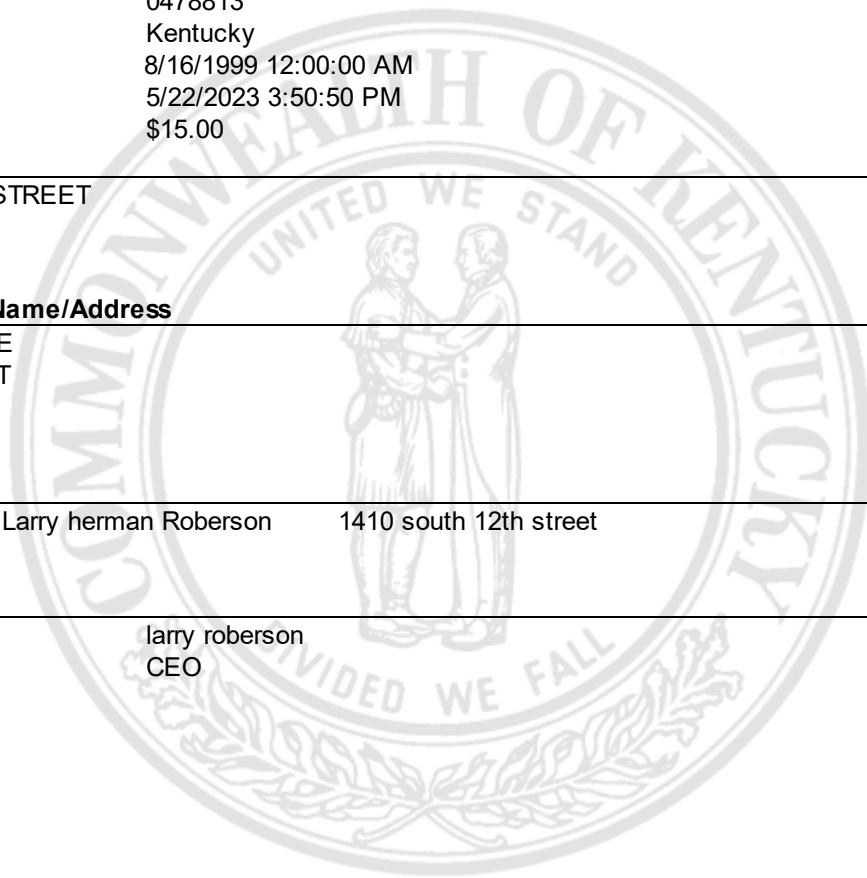 0478813
Kentucky
8/16/1999 12:00:00 AM
5/22/2023 3:50:50 PM
$15.00
STREET
Name/Address
E
T
Larry herman Roberson 1410 south 12th street
larry roberson
CEO
COMMONWEALTH OF KENTUCKY
UNITED WE STAND
DIVIDED WE FALL